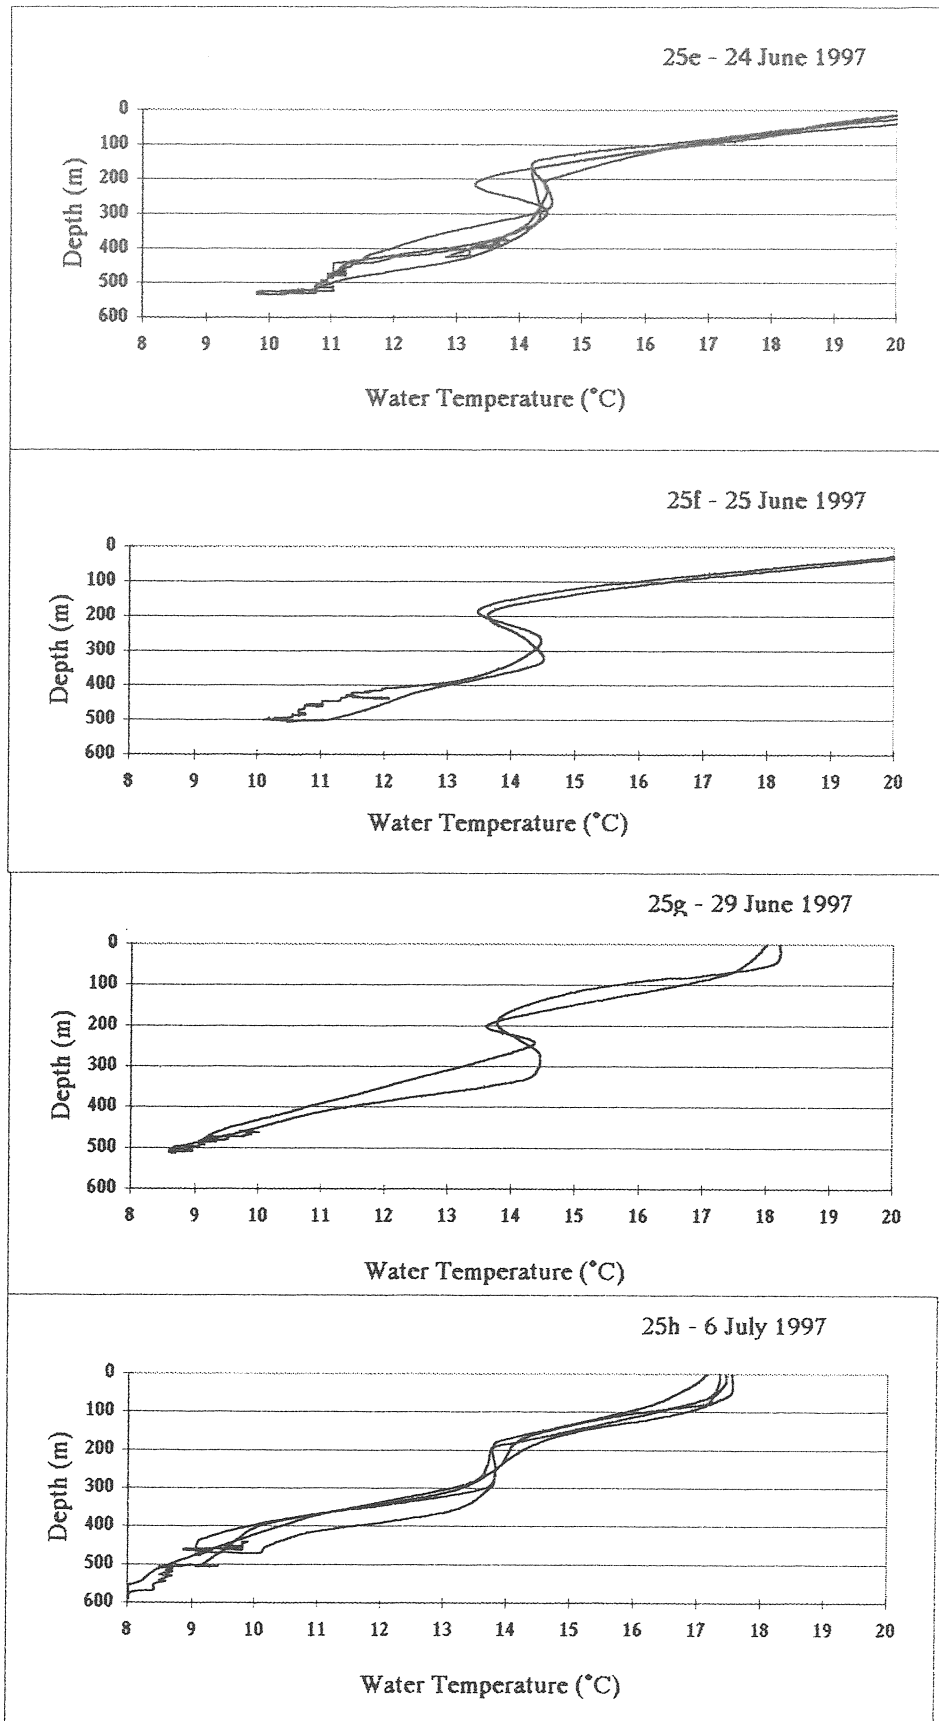 25e - 24 June 1997
0
100
200
300
400
500
600
Depth (m)
8 9 10 11 12 13 14 15 16 17 18 19 20
Water Temperature (°C)
25f - 25 June 1997
0
100
200
300
400
500
600
Depth (m)
8 9 10 11 12 13 14 15 16 17 18 19 20
Water Temperature (°C)
25g - 29 June 1997
0
100
200
300
400
500
600
Depth (m)
8 9 10 11 12 13 14 15 16 17 18 19 20
Water Temperature (°C)
25h - 6 July 1997
0
100
200
300
400
500
600
Depth (m)
8 9 10 11 12 13 14 15 16 17 18 19 20
Water Temperature (°C)